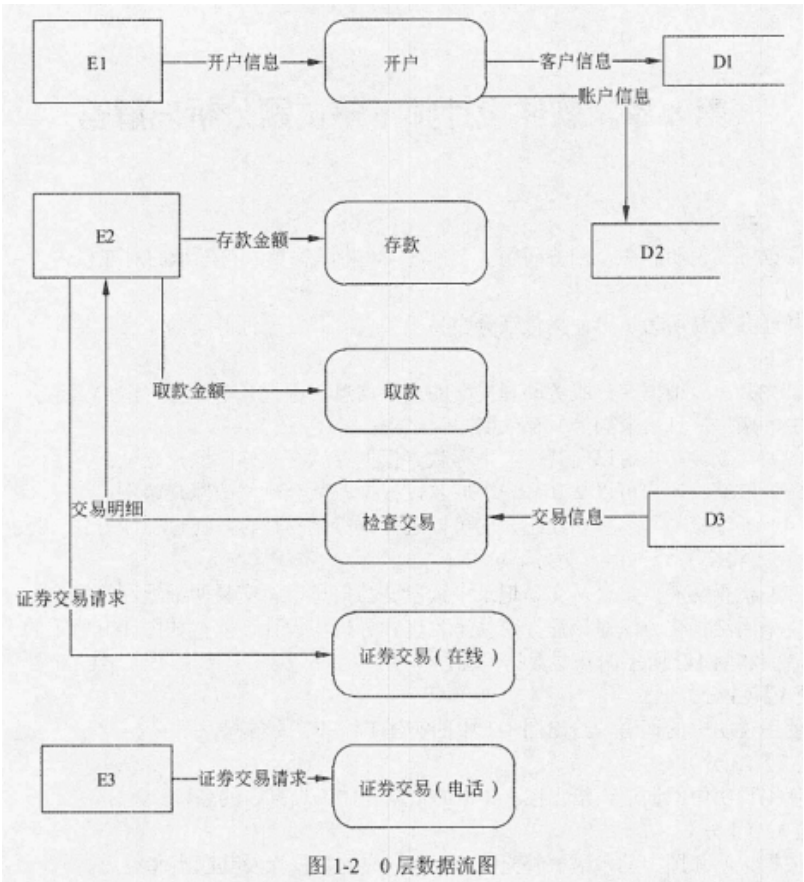 E1
开户信息
开户
客户信息
D1
账户信息
E2
存款金额
存款
D2
取款金额
取款
交易明细
检查交易
交易信息
D3
证券交易请求
证券交易（在线）
E3
证券交易请求
证券交易（电话）
图 1-2 0 层数据流图